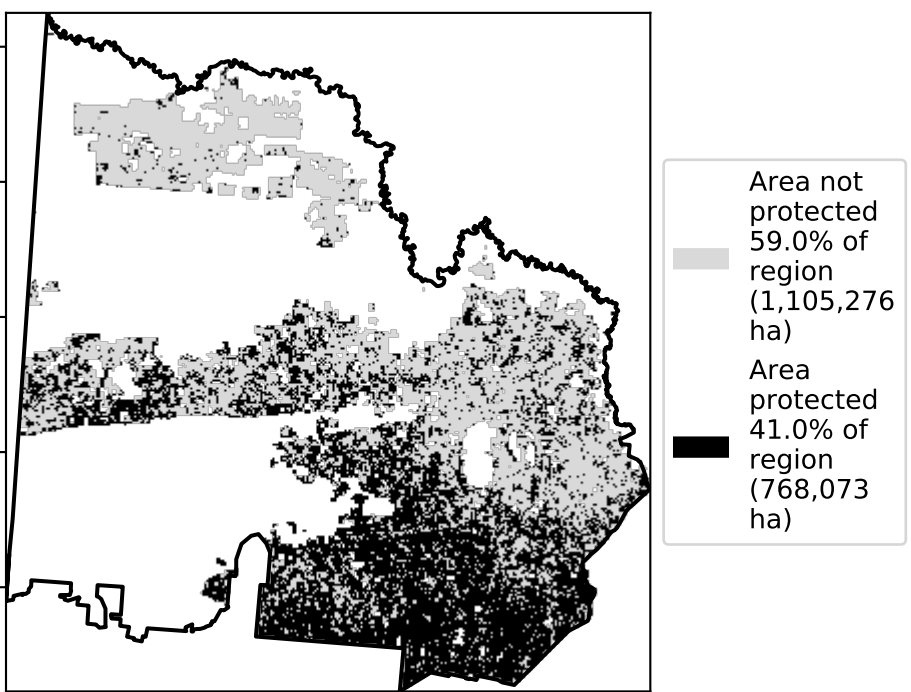 Area not
protected
59.0% of
region
(1,105,276
ha)
Area
protected
41.0% of
region
(768,073
ha)